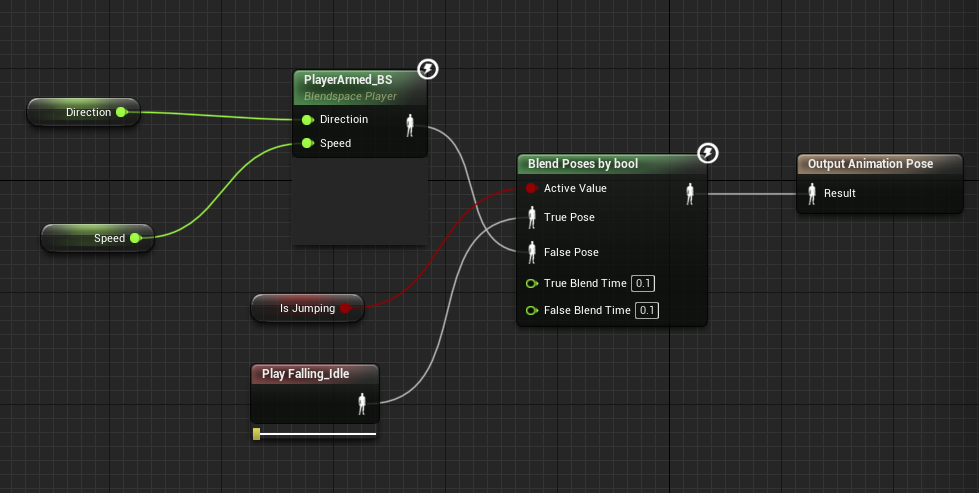 PlayerArmed_BS
Blendspace Player
Direction
Directioin
Speed
Speed
Blend Poses by bool
Active Value
True Pose
False Pose
True Blend Time 0.1
False Blend Time 0.1
Output Animation Pose
Result
Is Jumping
Play Falling_Idle